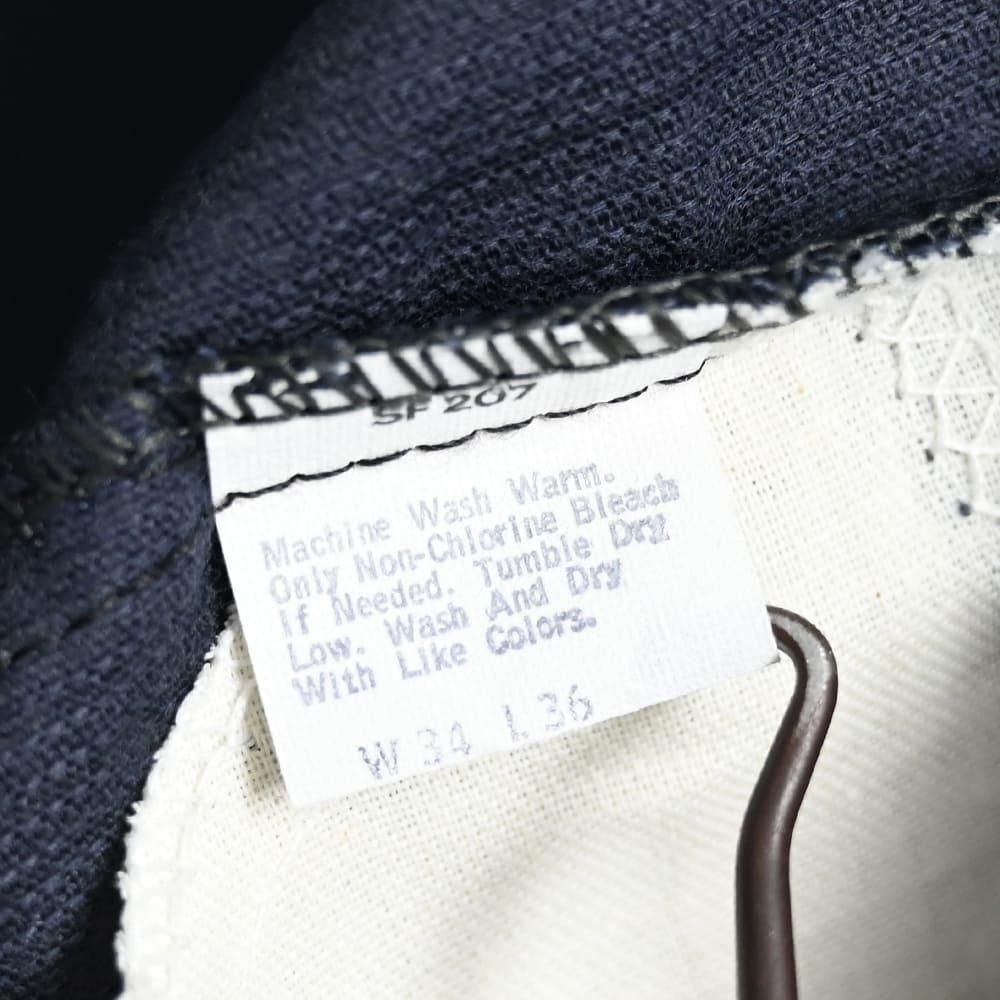 SF 207
Machine Wash Warm.
Only Non-Chlorine Bleach
If Needed. Tumble Dry
Low. Wash And Dry
With Like Colors.
W 34 L 36